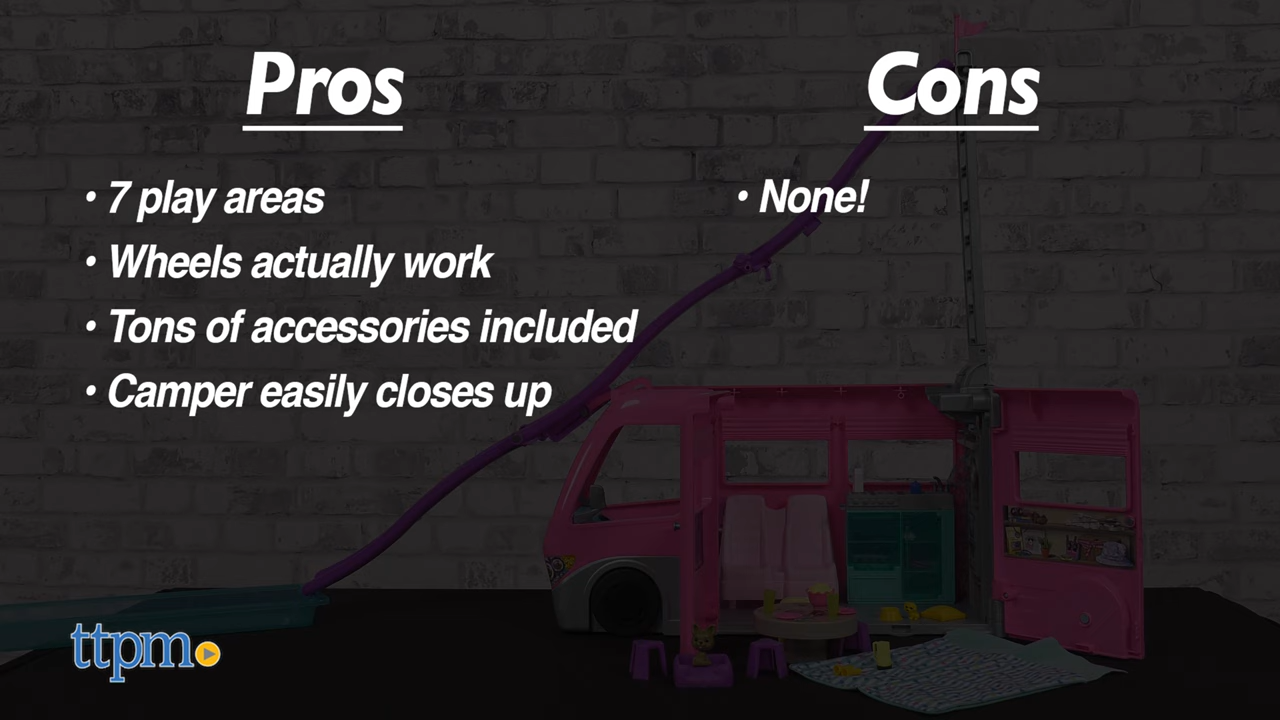 Pros
• 7 play areas
• Wheels actually work
• Tons of accessories included
• Camper easily closes up
Cons
• None!
ttpm